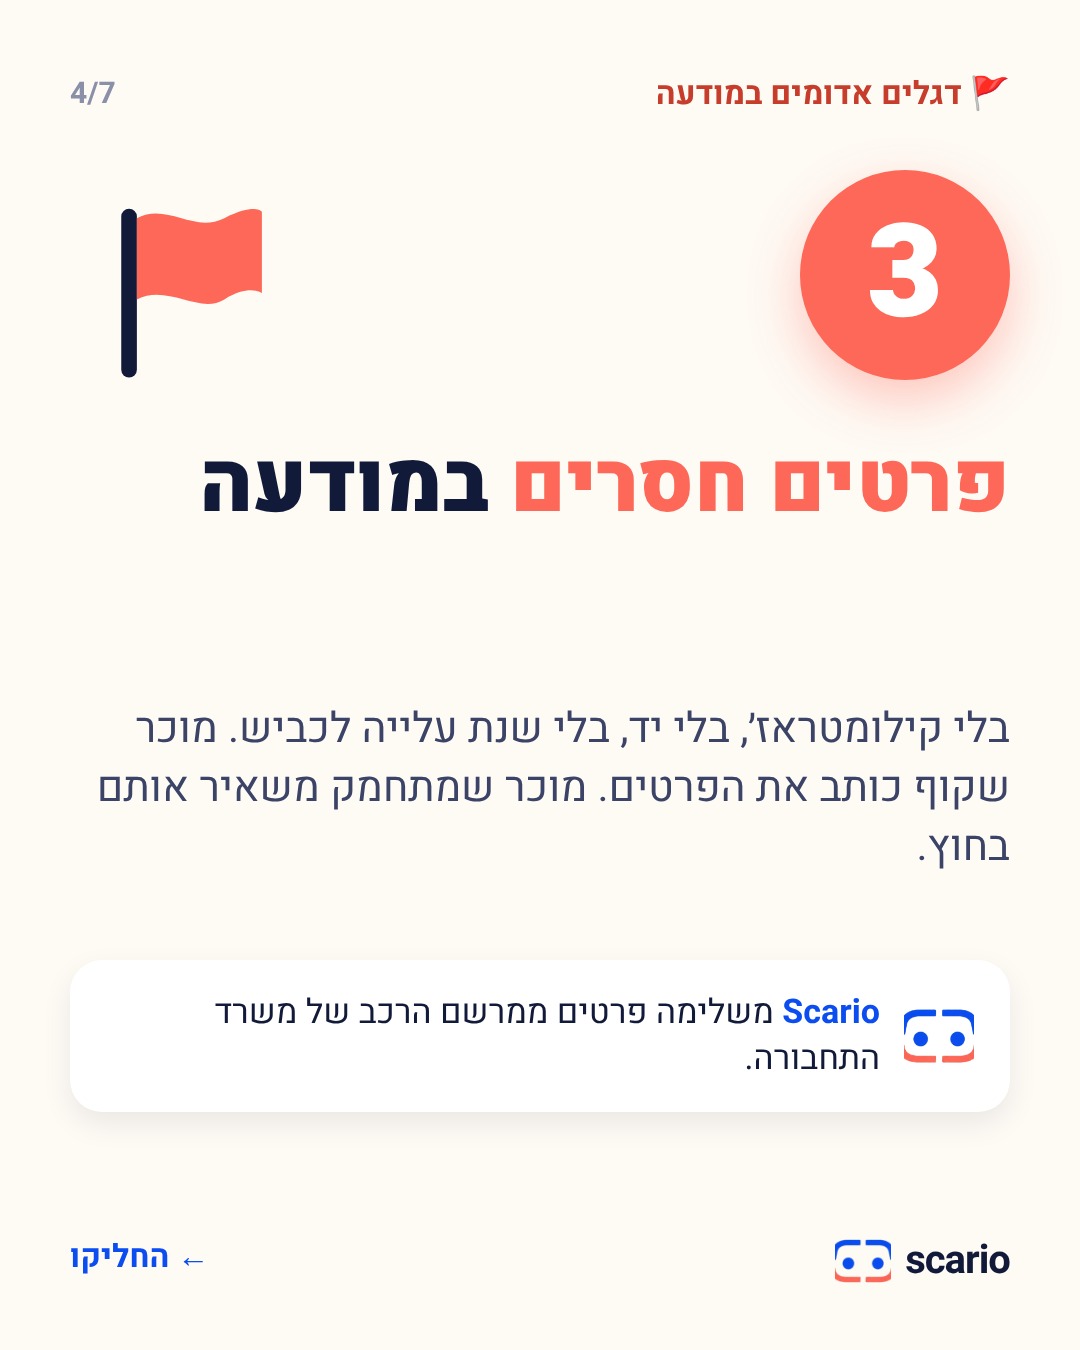 🚩 דגלים אדומים במודעה
4/7
3
פרטים חסרים במודעה
בלי קילומטראז', בלי יד, בלי שנת עלייה לכביש. מוכר
שקוף כותב את הפרטים. מוכר שמתחמק משאיר אותם
בחוץ.
Scario משלימה פרטים ממרשם הרכב של משרד
התחבורה.
scario
← החליקו